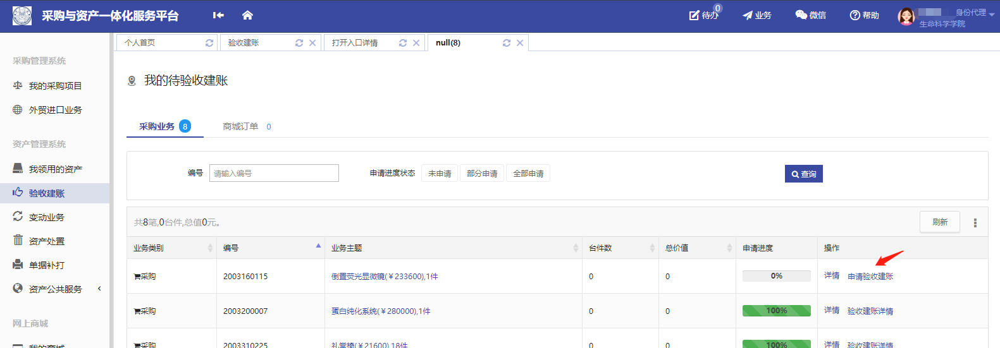 采购与资产一体化服务平台
待办 0
业务
微信
帮助
身份代理
生命科学学院
个人首页
验收建账
打开入口详情
null(8)
采购管理系统
我的采购项目
外贸进口业务
资产管理系统
我领用的资产
验收建账
变动业务
资产处置
单据补打
资产公共服务
网上商城
我的商城
我的待验收建账
采购业务 8
商城订单 0
编号 请输入编号 申请进度状态 未申请 部分申请 全部申请 查询
共8笔,0台件,总值0元。 刷新
业务类别 编号 业务主题 台件数 总价值 申请进度 操作
采购 2003160115 倒置荧光显微镜(￥233600),1件 0 0 0% 详情 申请验收建账
采购 2003200007 蛋白纯化系统(￥280000),1件 0 0 100% 详情 验收建账详情
采购 2003310225 礼堂椅(￥21600),18件 0 0 100% 详情 验收建账详情